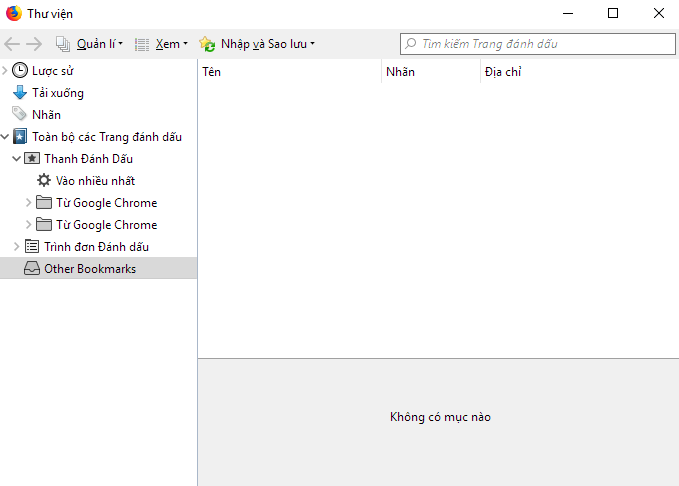 Thư viện
Quản lí Xem Nhập và Sao lưu Tìm kiếm Trang đánh dấu
Lược sử
Tải xuống
Nhãn
Toàn bộ các Trang đánh dấu
Thanh Đánh Dấu
Vào nhiều nhất
Từ Google Chrome
Từ Google Chrome
Trình đơn Đánh dấu
Other Bookmarks
Tên Nhãn Địa chỉ
Không có mục nào